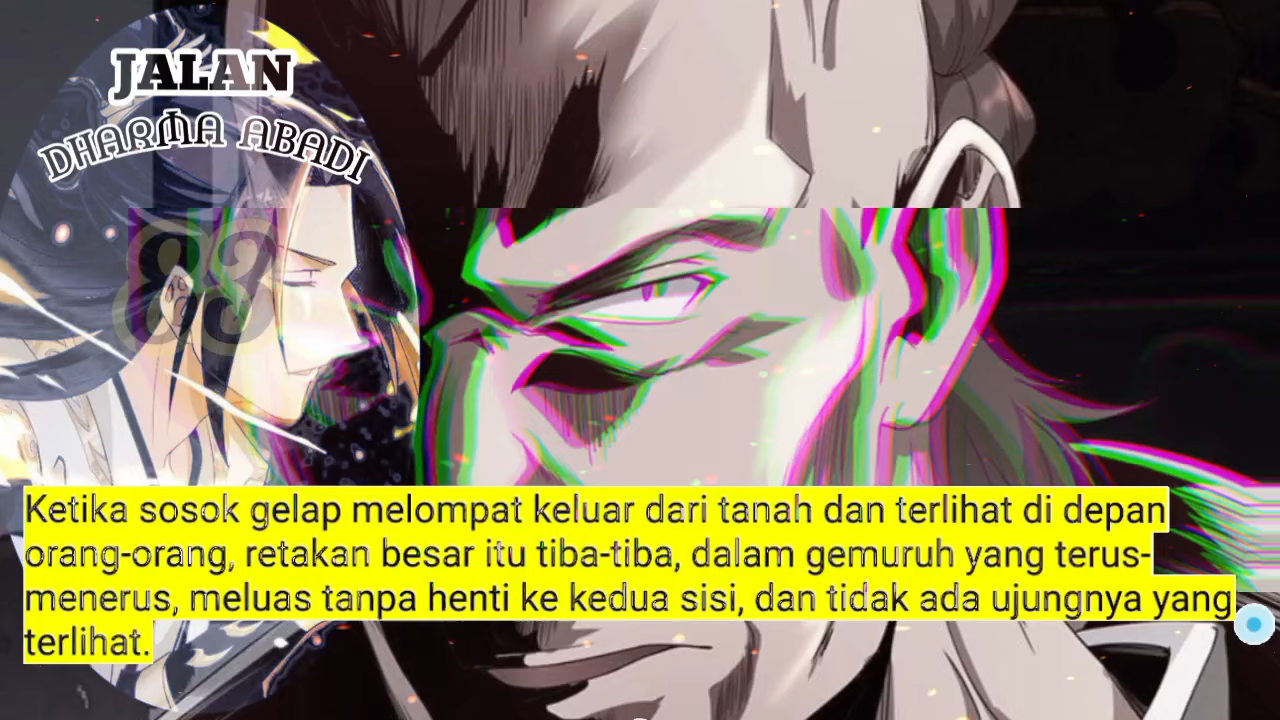 JALAN
DHARMA ABADI
83
Ketika sosok gelap melompat keluar dari tanah dan terlihat di depan
orang-orang, retakan besar itu tiba-tiba, dalam gemuruh yang terus-
menerus, meluas tanpa henti ke kedua sisi, dan tidak ada ujungnya yang
terlihat.